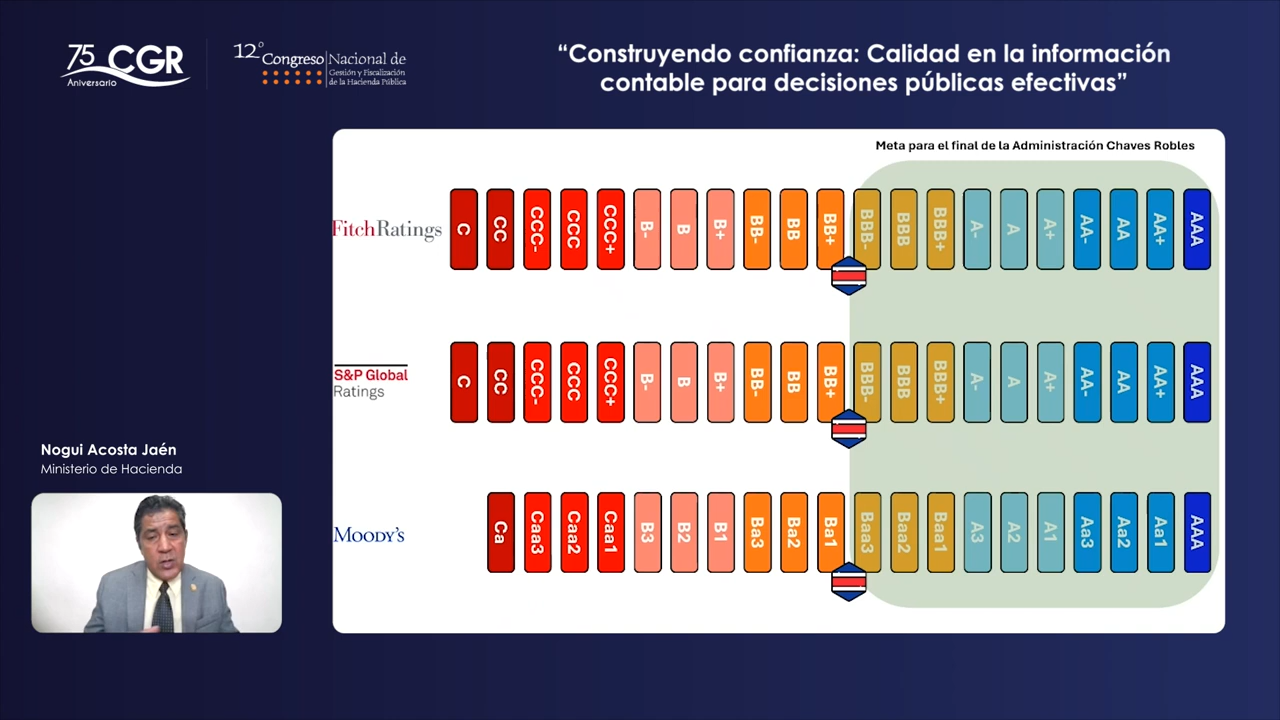 75 CGR
Aniversario
12° Congreso Nacional de
Gestión y Fiscalización
de la Hacienda Pública
“Construyendo confianza: Calidad en la información
contable para decisiones públicas efectivas”
Meta para el final de la Administración Chaves Robles
FitchRatings
C CC CCC- CCC CCC+ B- B B+ BB- BB BB+ BBB- BBB BBB+ A- A A+ AA- AA AA+ AAA
S&P Global
Ratings
C CC CCC- CCC CCC+ B- B B+ BB- BB BB+ BBB- BBB BBB+ A- A A+ AA- AA AA+ AAA
MOODY'S
Ca Caa3 Caa2 Caa1 B3 B2 B1 Ba3 Ba2 Ba1 Baa3 Baa2 Baa1 A3 A2 A1 Aa3 Aa2 Aa1 AAA
Nogui Acosta Jaén
Ministerio de Hacienda